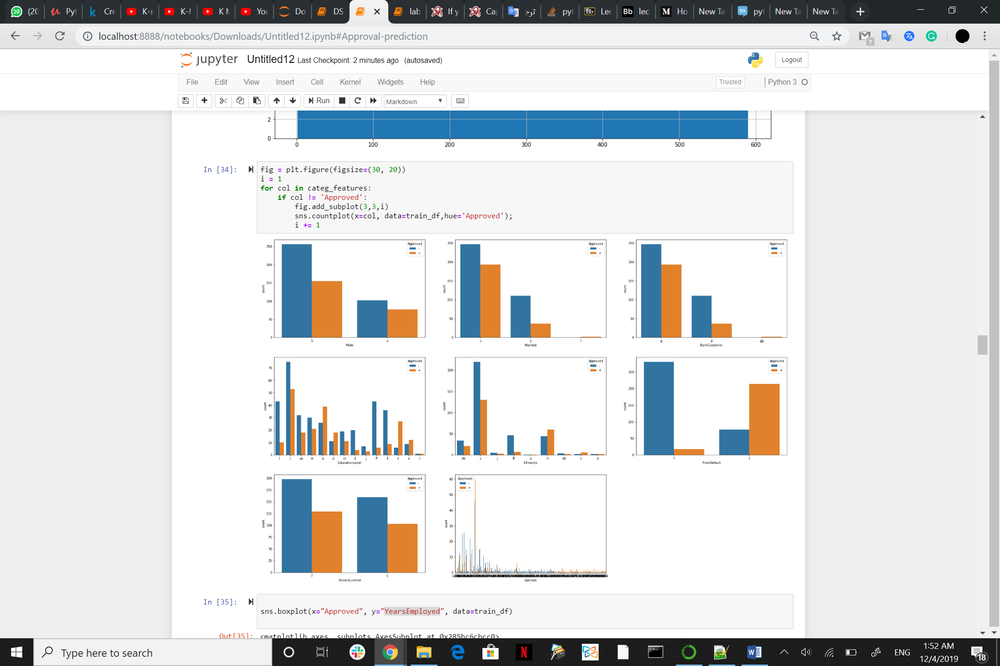 20 (20 Pyt Cre K-r K-N K N You Do DS lab If y Ca ترج pyt Bb Lec Bb lec M Ho New Ta DS pyt New Ta New Ta
localhost:8888/notebooks/Downloads/Untitled12.ipynb#Approval-prediction
jupyter Untitled12 Last Checkpoint: 2 minutes ago (autosaved) Logout
File Edit View Insert Cell Kernel Widgets Help Trusted Python 3
Run Markdown
2
0
0 100 200 300 400 500 600
In [34]: fig = plt.figure(figsize=(30, 20))
i = 1
for col in categ_features:
if col != 'Approved':
fig.add_subplot(3,3,i)
sns.countplot(x=col, data=train_df,hue='Approved');
i += 1
250 200 150 100 50 0
count
Approved
-
+
b a
Male
250 200 150 100 50 0
count
Approved
-
+
u y l
Married
250 200 150 100 50 0
count
Approved
-
+
g p gg
BankCustomer
70 60 50 40 30 20 10 0
count
Approved
-
+
i c aa w q cc m d j ff k x e r
EducationLevel
200 150 100 50 0
count
Approved
-
+
bb v j ff o h dd z n
Ethnicity
250 200 150 100 50 0
count
Approved
-
+
f t
PriorDefault
200 175 150 125 100 75 50 25 0
count
Approved
-
+
f t
DriversLicense
60 50 40 30 20 10 0
count
Approved
-
+
ZipCode
In [35]:
sns.boxplot(x="Approved", y="YearsEmployed", data=train_df)
Out[35]: <matplotlib.axes._subplots.AxesSubplot at 0x285bc6cbcc0>
Type here to search ENG 1:52 AM
12/4/2019 18